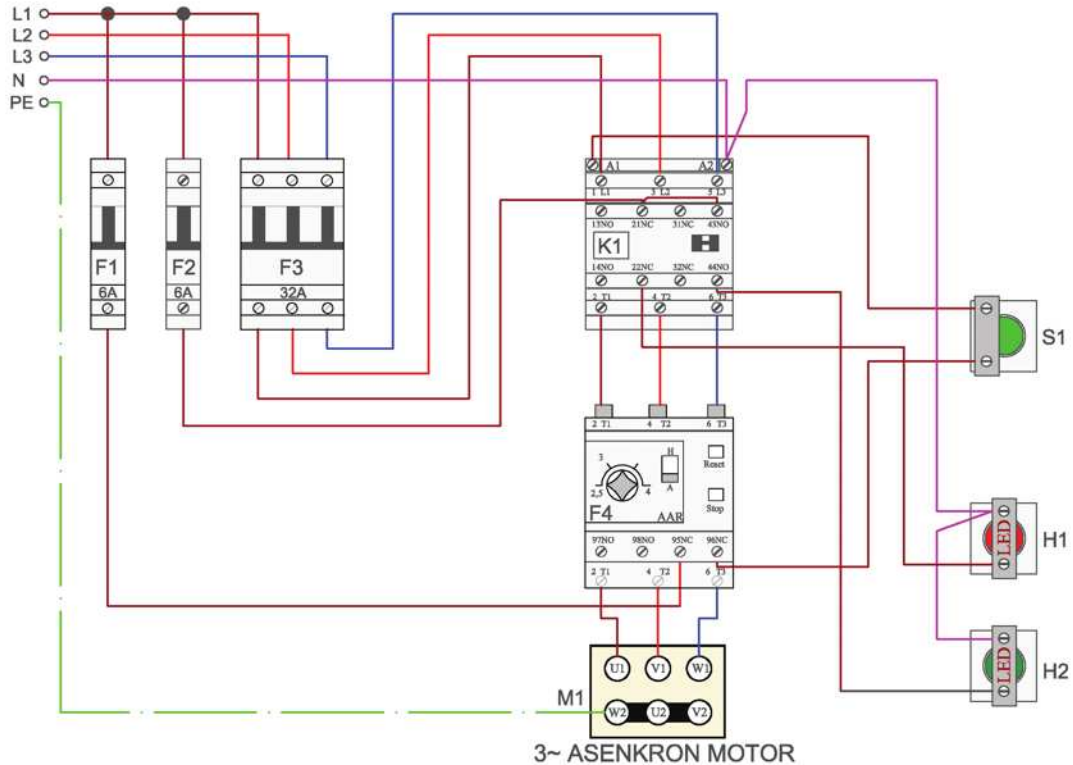 L1
L2
L3
N
PE
F1
6A
F2
6A
F3
32A
A1 A2
1 L1 3 L2 5 L3
13NO 21NC 31NC 43NO
K1
14NO 22NC 32NC 44NO
2 T1 4 T2 6 T3
S1
2 T1 4 T2 6 T3
3
2,5 4
H
A
Reset
Stop
F4 AAR
97NO 98NO 95NC 96NC
2 T1 4 T2 6 T3
LED
H1
LED
H2
M1
U1 V1 W1
W2 U2 V2
3~ ASENKRON MOTOR